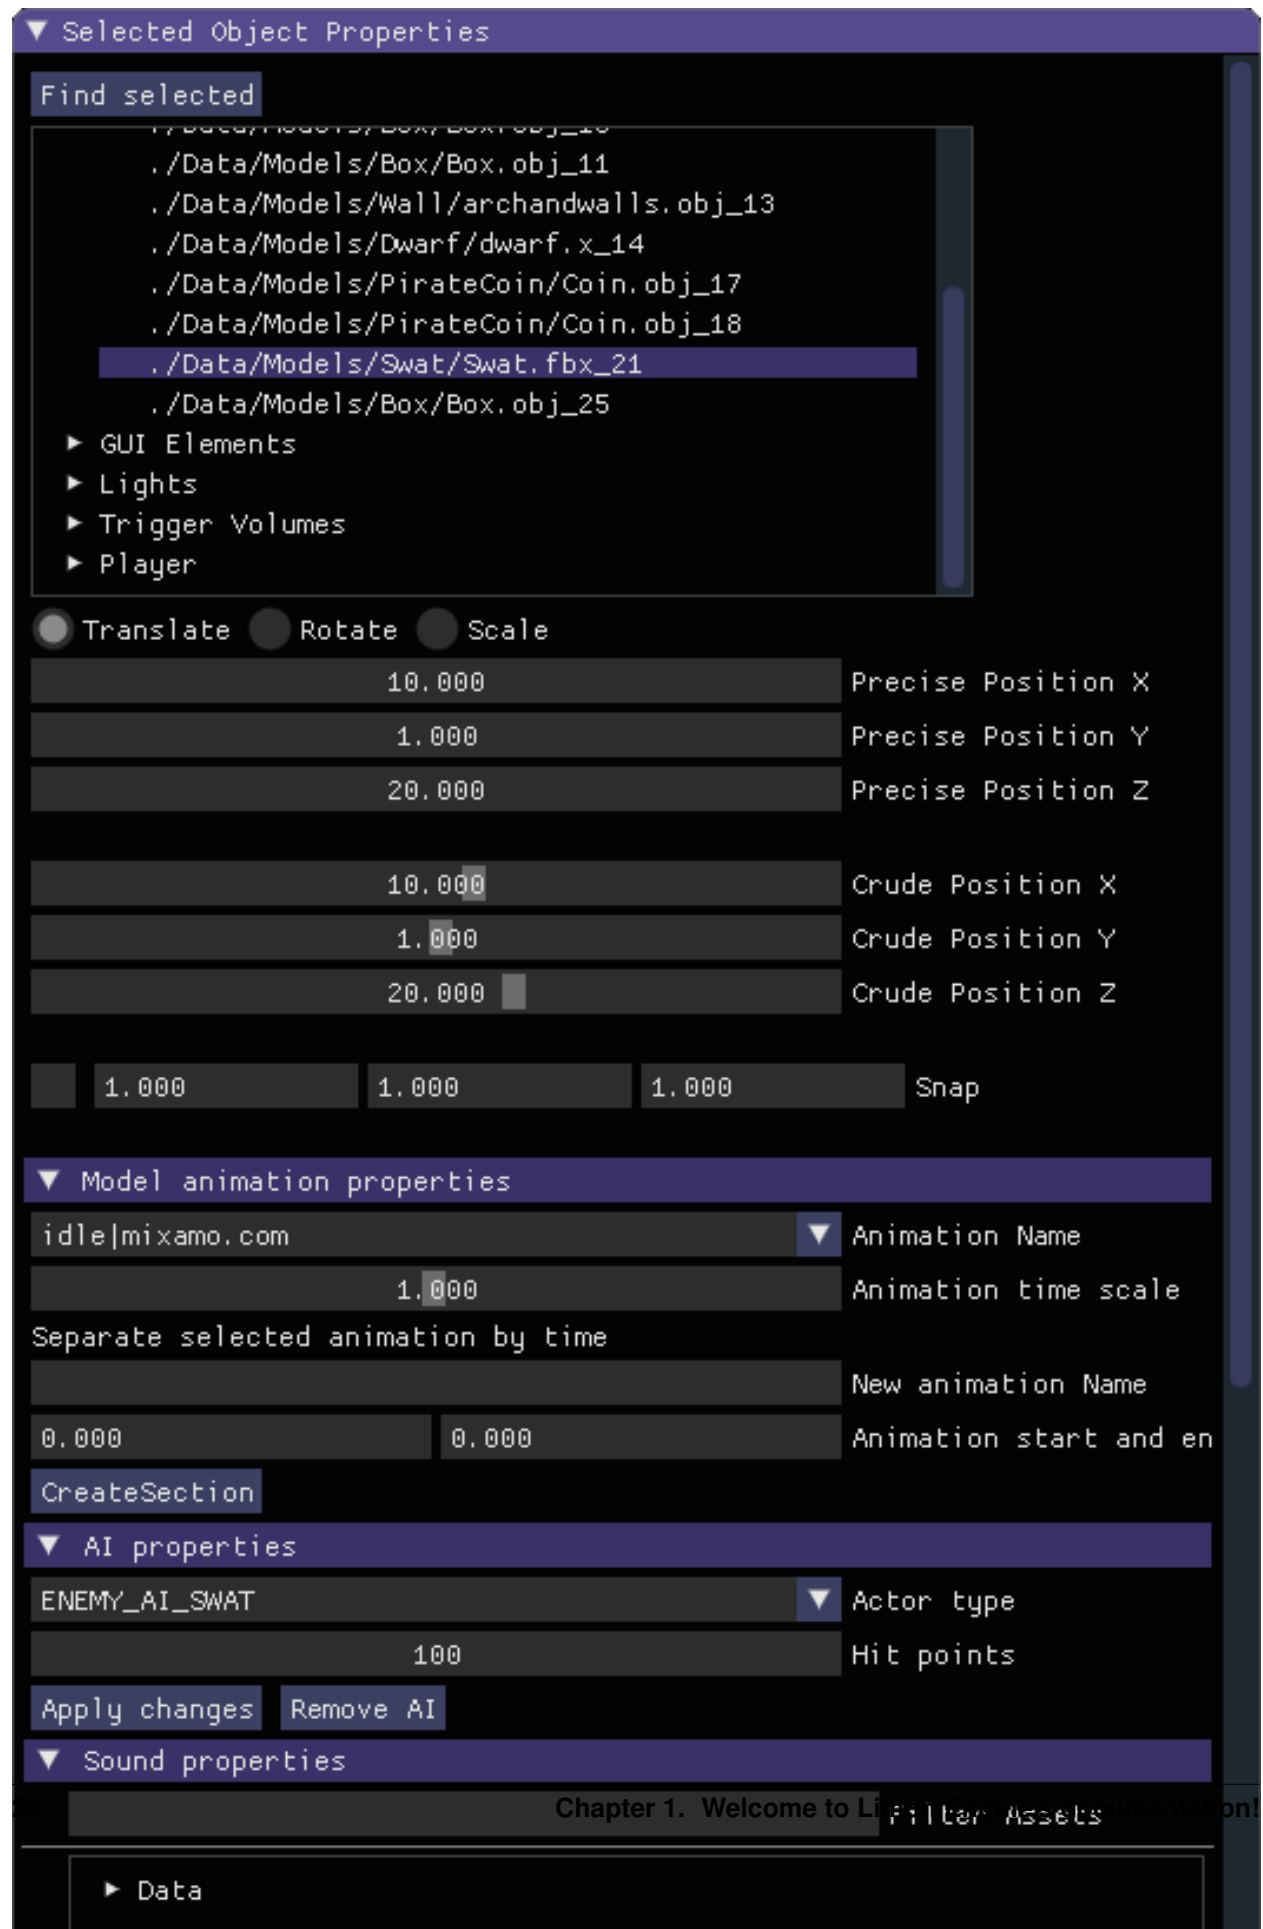 Selected Object Properties
Find selected
./Data/Models/Box/Box.obj_10
./Data/Models/Box/Box.obj_11
./Data/Models/Wall/archandwalls.obj_13
./Data/Models/Dwarf/dwarf.x_14
./Data/Models/PirateCoin/Coin.obj_17
./Data/Models/PirateCoin/Coin.obj_18
./Data/Models/Swat/Swat.fbx_21
./Data/Models/Box/Box.obj_25
GUI Elements
Lights
Trigger Volumes
Player
Translate Rotate Scale
10.000 Precise Position X
1.000 Precise Position Y
20.000 Precise Position Z
10.000 Crude Position X
1.000 Crude Position Y
20.000 Crude Position Z
1.000 1.000 1.000 Snap
Model animation properties
idle|mixamo.com Animation Name
1.000 Animation time scale
Separate selected animation by time
New animation Name
0.000 0.000 Animation start and en
CreateSection
AI properties
ENEMY_AI_SWAT Actor type
100 Hit points
Apply changes Remove AI
Sound properties
Chapter 1. Welcome to
Filter Assets
Data